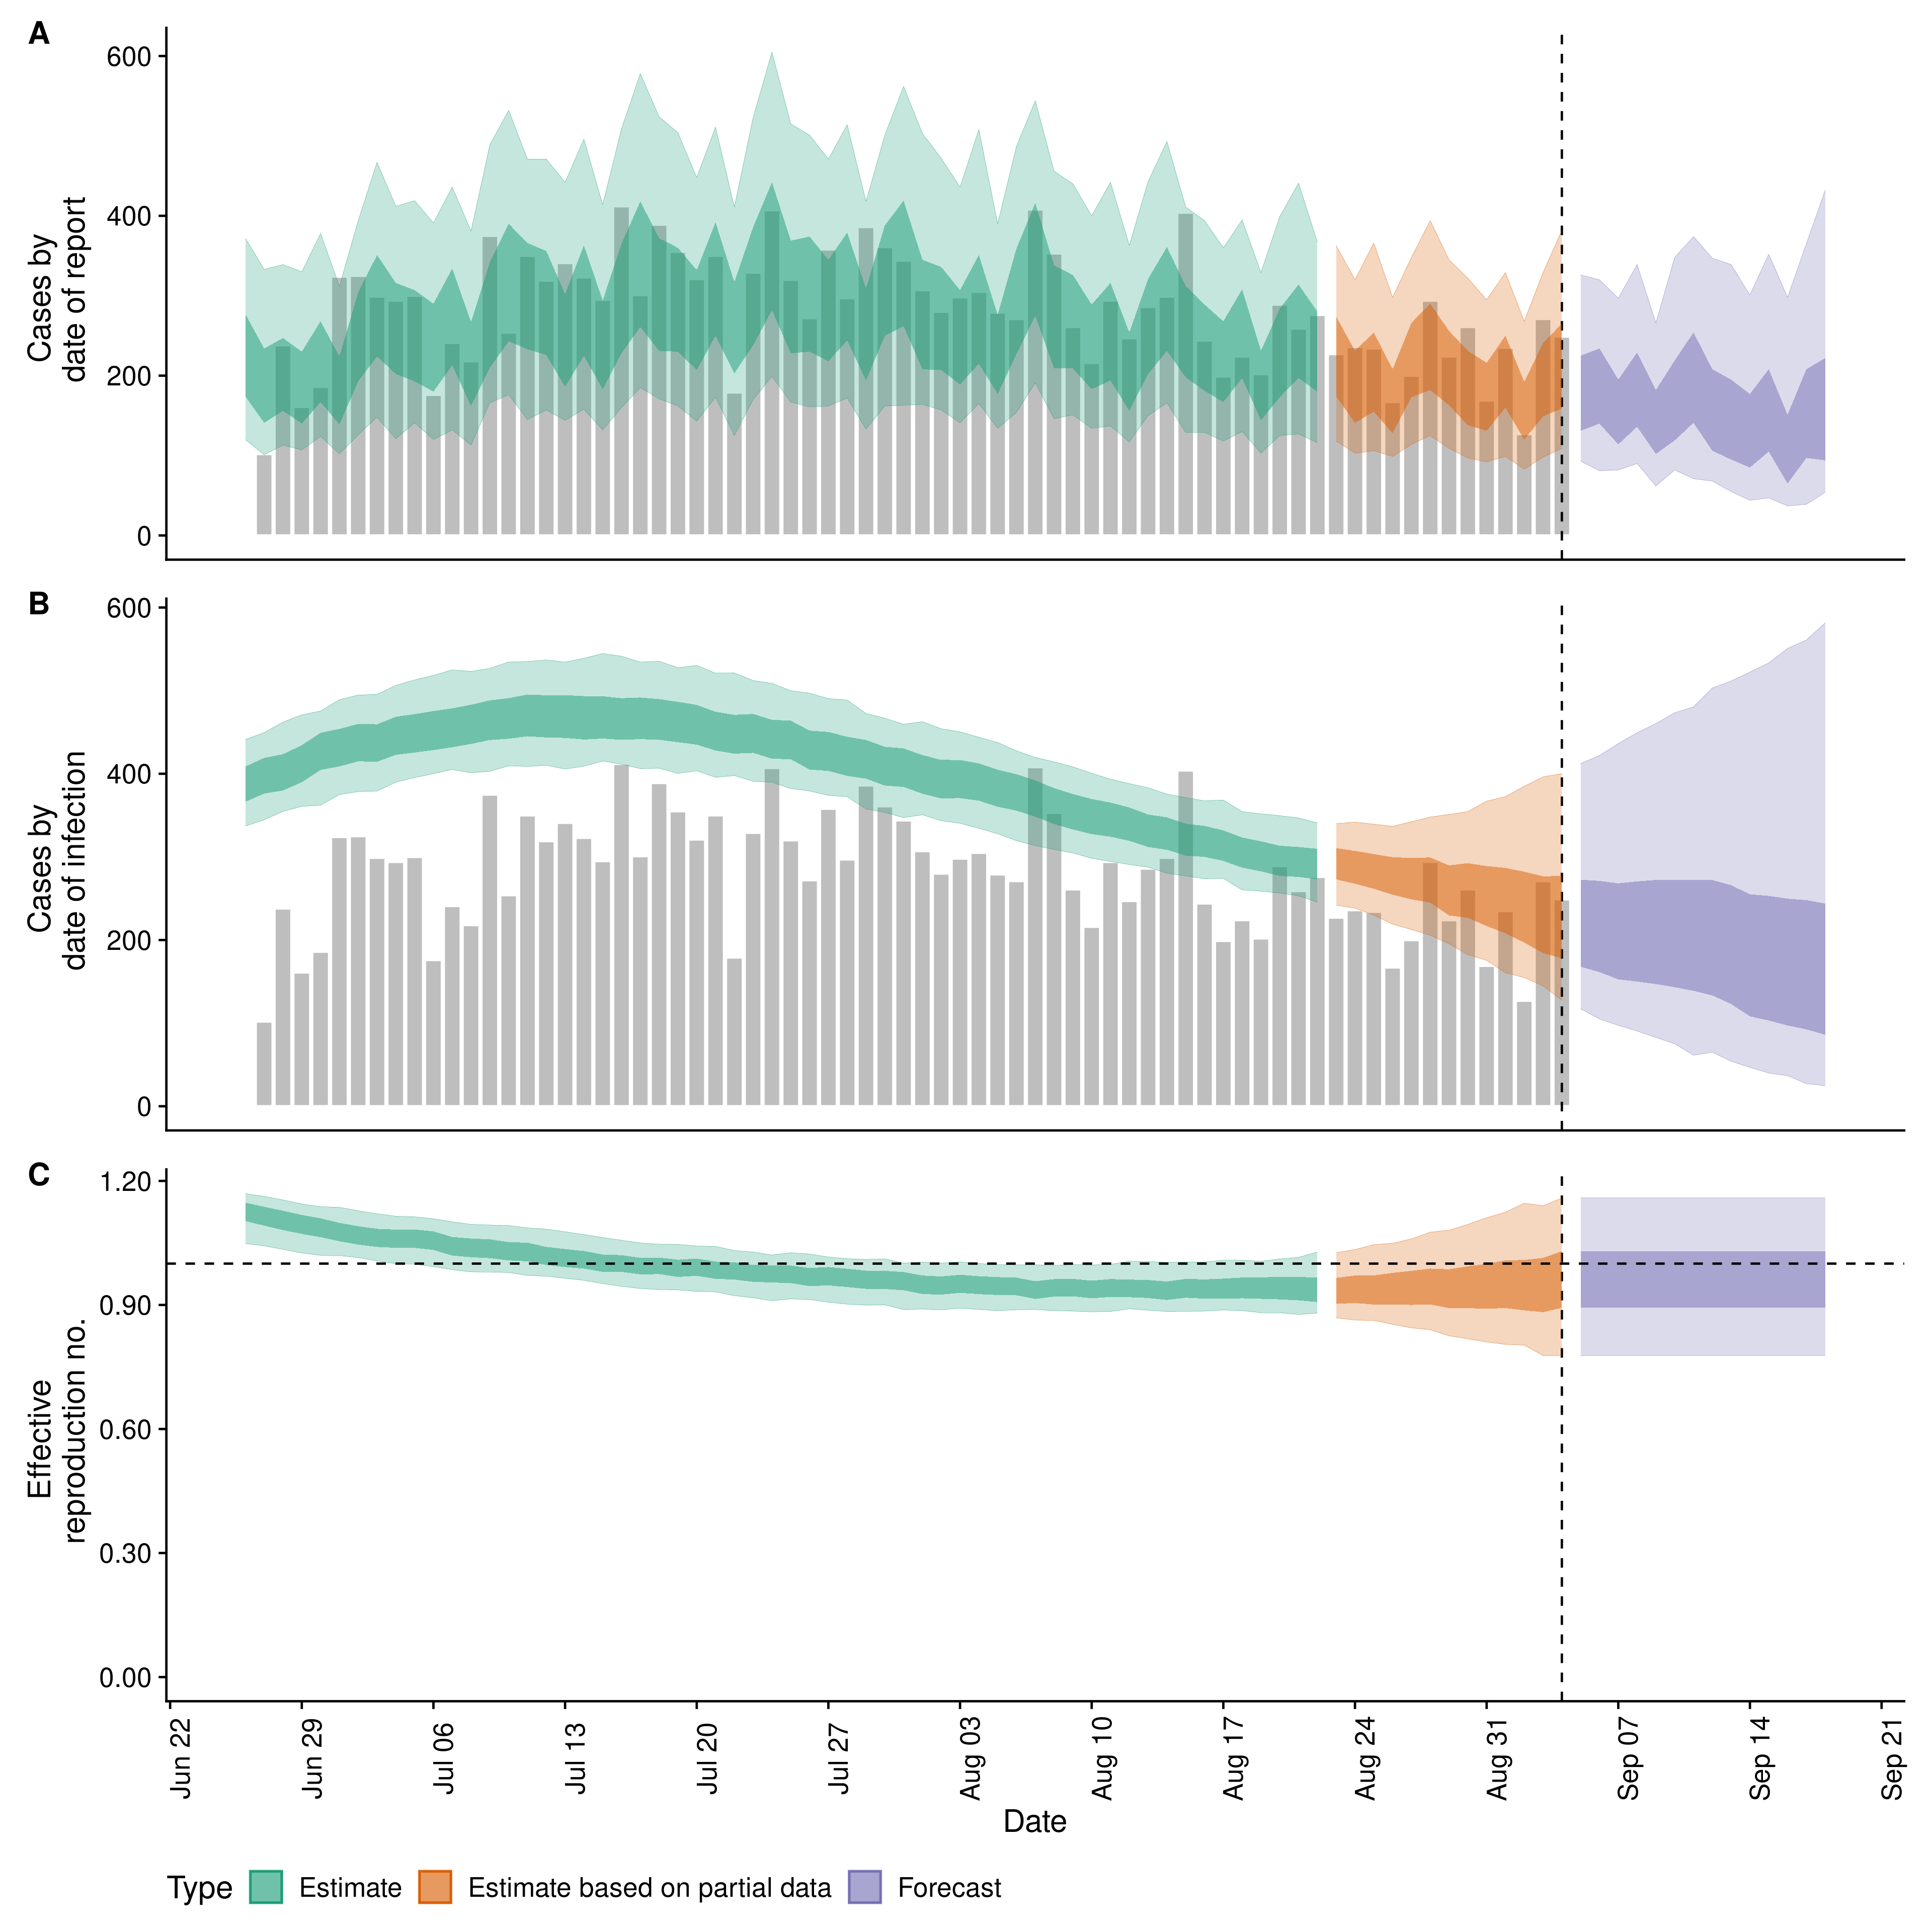 A
600
400
200
0
Cases by
date of report
B
600
400
200
0
Cases by
date of infection
C
1.20
0.90
0.60
0.30
0.00
Effective
reproduction no.
Jun 22
Jun 29
Jul 06
Jul 13
Jul 20
Jul 27
Aug 03
Aug 10
Aug 17
Aug 24
Aug 31
Sep 07
Sep 14
Sep 21
Date
Type Estimate Estimate based on partial data Forecast